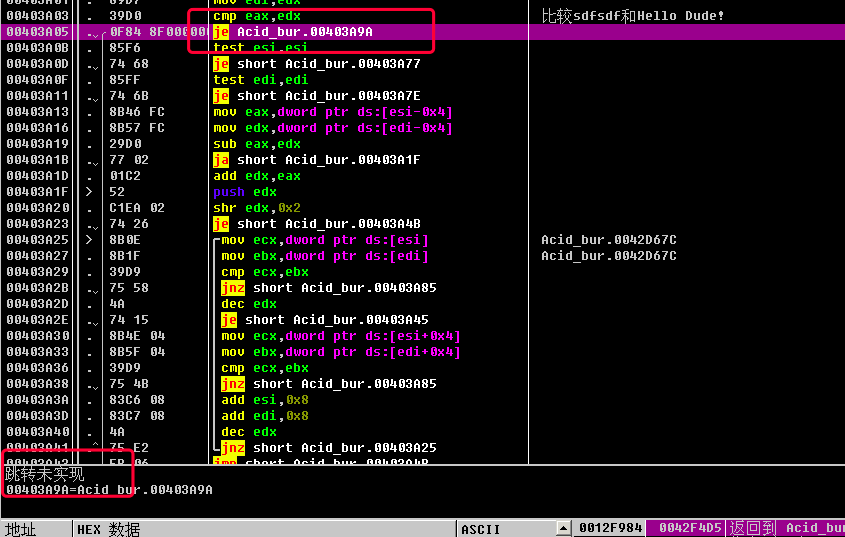 mov edi,edx
00403A03 . 39D0 cmp eax,edx 比较sdfsdf和Hello Dude!
00403A05 . 0F84 8F00000 je Acid_bur.00403A9A
00403A0B . 85F6 test esi,esi
00403A0D . 74 68 je short Acid_bur.00403A77
00403A0F . 85FF test edi,edi
00403A11 . 74 6B je short Acid_bur.00403A7E
00403A13 . 8B46 FC mov eax,dword ptr ds:[esi-0x4]
00403A16 . 8B57 FC mov edx,dword ptr ds:[edi-0x4]
00403A19 . 29D0 sub eax,edx
00403A1B . 77 02 ja short Acid_bur.00403A1F
00403A1D . 01C2 add edx,eax
00403A1F > 52 push edx
00403A20 . C1EA 02 shr edx,0x2
00403A23 . 74 26 je short Acid_bur.00403A4B
00403A25 > 8B0E mov ecx,dword ptr ds:[esi] Acid_bur.0042D67C
00403A27 . 8B1F mov ebx,dword ptr ds:[edi] Acid_bur.0042D67C
00403A29 . 39D9 cmp ecx,ebx
00403A2B . 75 58 jnz short Acid_bur.00403A85
00403A2D . 4A dec edx
00403A2E . 74 15 je short Acid_bur.00403A45
00403A30 . 8B4E 04 mov ecx,dword ptr ds:[esi+0x4]
00403A33 . 8B5F 04 mov ebx,dword ptr ds:[edi+0x4]
00403A36 . 39D9 cmp ecx,ebx
00403A38 . 75 4B jnz short Acid_bur.00403A85
00403A3A . 83C6 08 add esi,0x8
00403A3D . 83C7 08 add edi,0x8
00403A40 . 4A dec edx
00403A41 . 75 E2 jnz short Acid_bur.00403A25
00403A43 . EB 06 jmp short Acid_bur.00403A4B
跳转未实现
00403A9A=Acid_bur.00403A9A
地址 HEX 数据 ASCII 0012F984 0042F4D5 返回到 Acid_bu